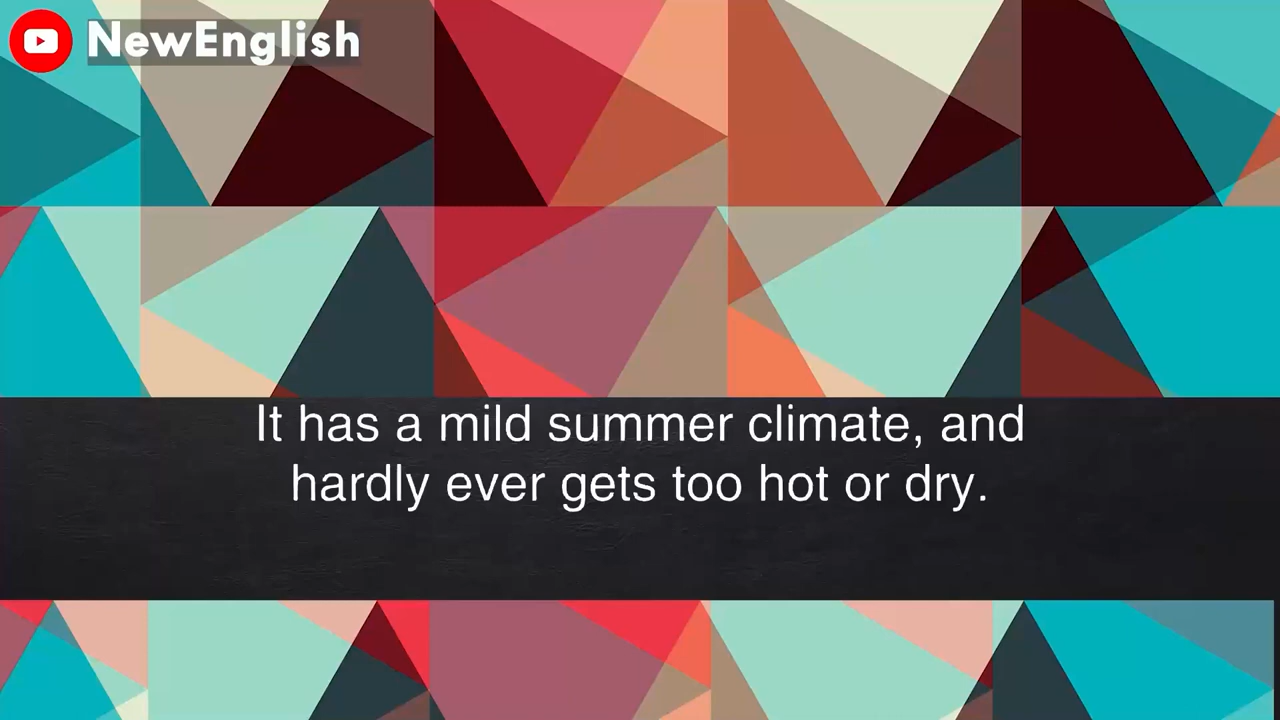 NewEnglish
It has a mild summer climate, and
hardly ever gets too hot or dry.